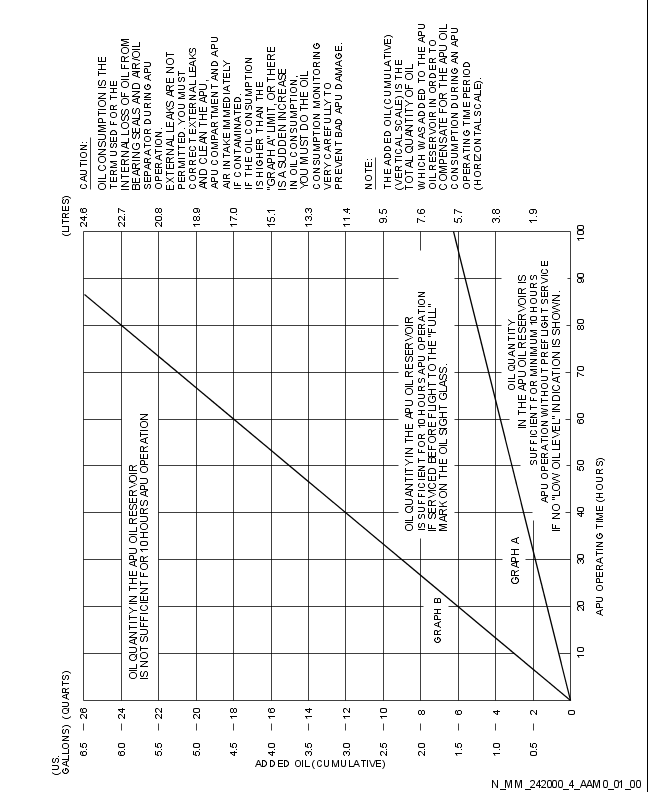 (US. GALLONS) (QUARTS)
(LITRES)
6.5 — 26
6.0 — 24
5.5 — 22
5.0 — 20
4.5 — 18
4.0 — 16
3.5 — 14
3.0 — 12
2.5 — 10
2.0 — 8
1.5 — 6
1.0 — 4
0.5 — 2
0
24.6
22.7
20.8
18.9
17.0
15.1
13.3
11.4
9.5
7.6
5.7
3.8
1.9
ADDED OIL (CUMULATIVE)
OIL QUANTITY IN THE APU OIL RESERVOIR
IS NOT SUFFICIENT FOR 10 HOURS APU OPERATION
OIL QUANTITY IN THE APU OIL RESERVOIR
IS SUFFICIENT FOR 10 HOURS APU OPERATION
IF SERVICED BEFORE FLIGHT TO THE "FULL"
MARK ON THE OIL SIGHT GLASS.
GRAPH B
GRAPH A
OIL QUANTITY
IN THE APU OIL RESERVOIR IS
SUFFICIENT FOR MINIMUM 10 HOURS
APU OPERATION WITHOUT PREFLIGHT SERVICE
IF NO "LOW OIL LEVEL" INDICATION IS SHOWN.
10
20
30
40
50
60
70
80
90
100
APU OPERATING TIME (HOURS)
CAUTION:
OIL CONSUMPTION IS THE
TERM USED FOR THE
INTERNAL LOSS OF OIL FROM
BEARING SEALS AND AIR/OIL
SEPARATOR DURING APU
OPERATION.
EXTERNAL LEAKS ARE NOT
PERMITTED. YOU MUST
CORRECT EXTERNAL LEAKS
AND CLEAN THE APU,
APU COMPARTMENT AND APU
AIR INTAKE IMMEDIATELY
IF CONTAMINATED.
IF THE OIL CONSUMPTION
IS HIGHER THAN THE
"GRAPH A" LIMIT, OR THERE
IS A SUDDEN INCREASE
IN OIL CONSUMPTION,
YOU MUST DO THE OIL
CONSUMPTION MONITORING
VERY CAREFULLY TO
PREVENT BAD APU DAMAGE.
NOTE:
THE ADDED OIL (CUMULATIVE)
(VERTICAL SCALE) IS THE
TOTAL QUANTITY OF OIL
WHICH WAS ADDED TO THE APU
OIL RESERVOIR IN ORDER TO
COMPENSATE FOR THE APU OIL
CONSUMPTION DURING AN APU
OPERATING TIME PERIOD
(HORIZONTAL SCALE).
N_MM_242000_4_AAM0_01_00